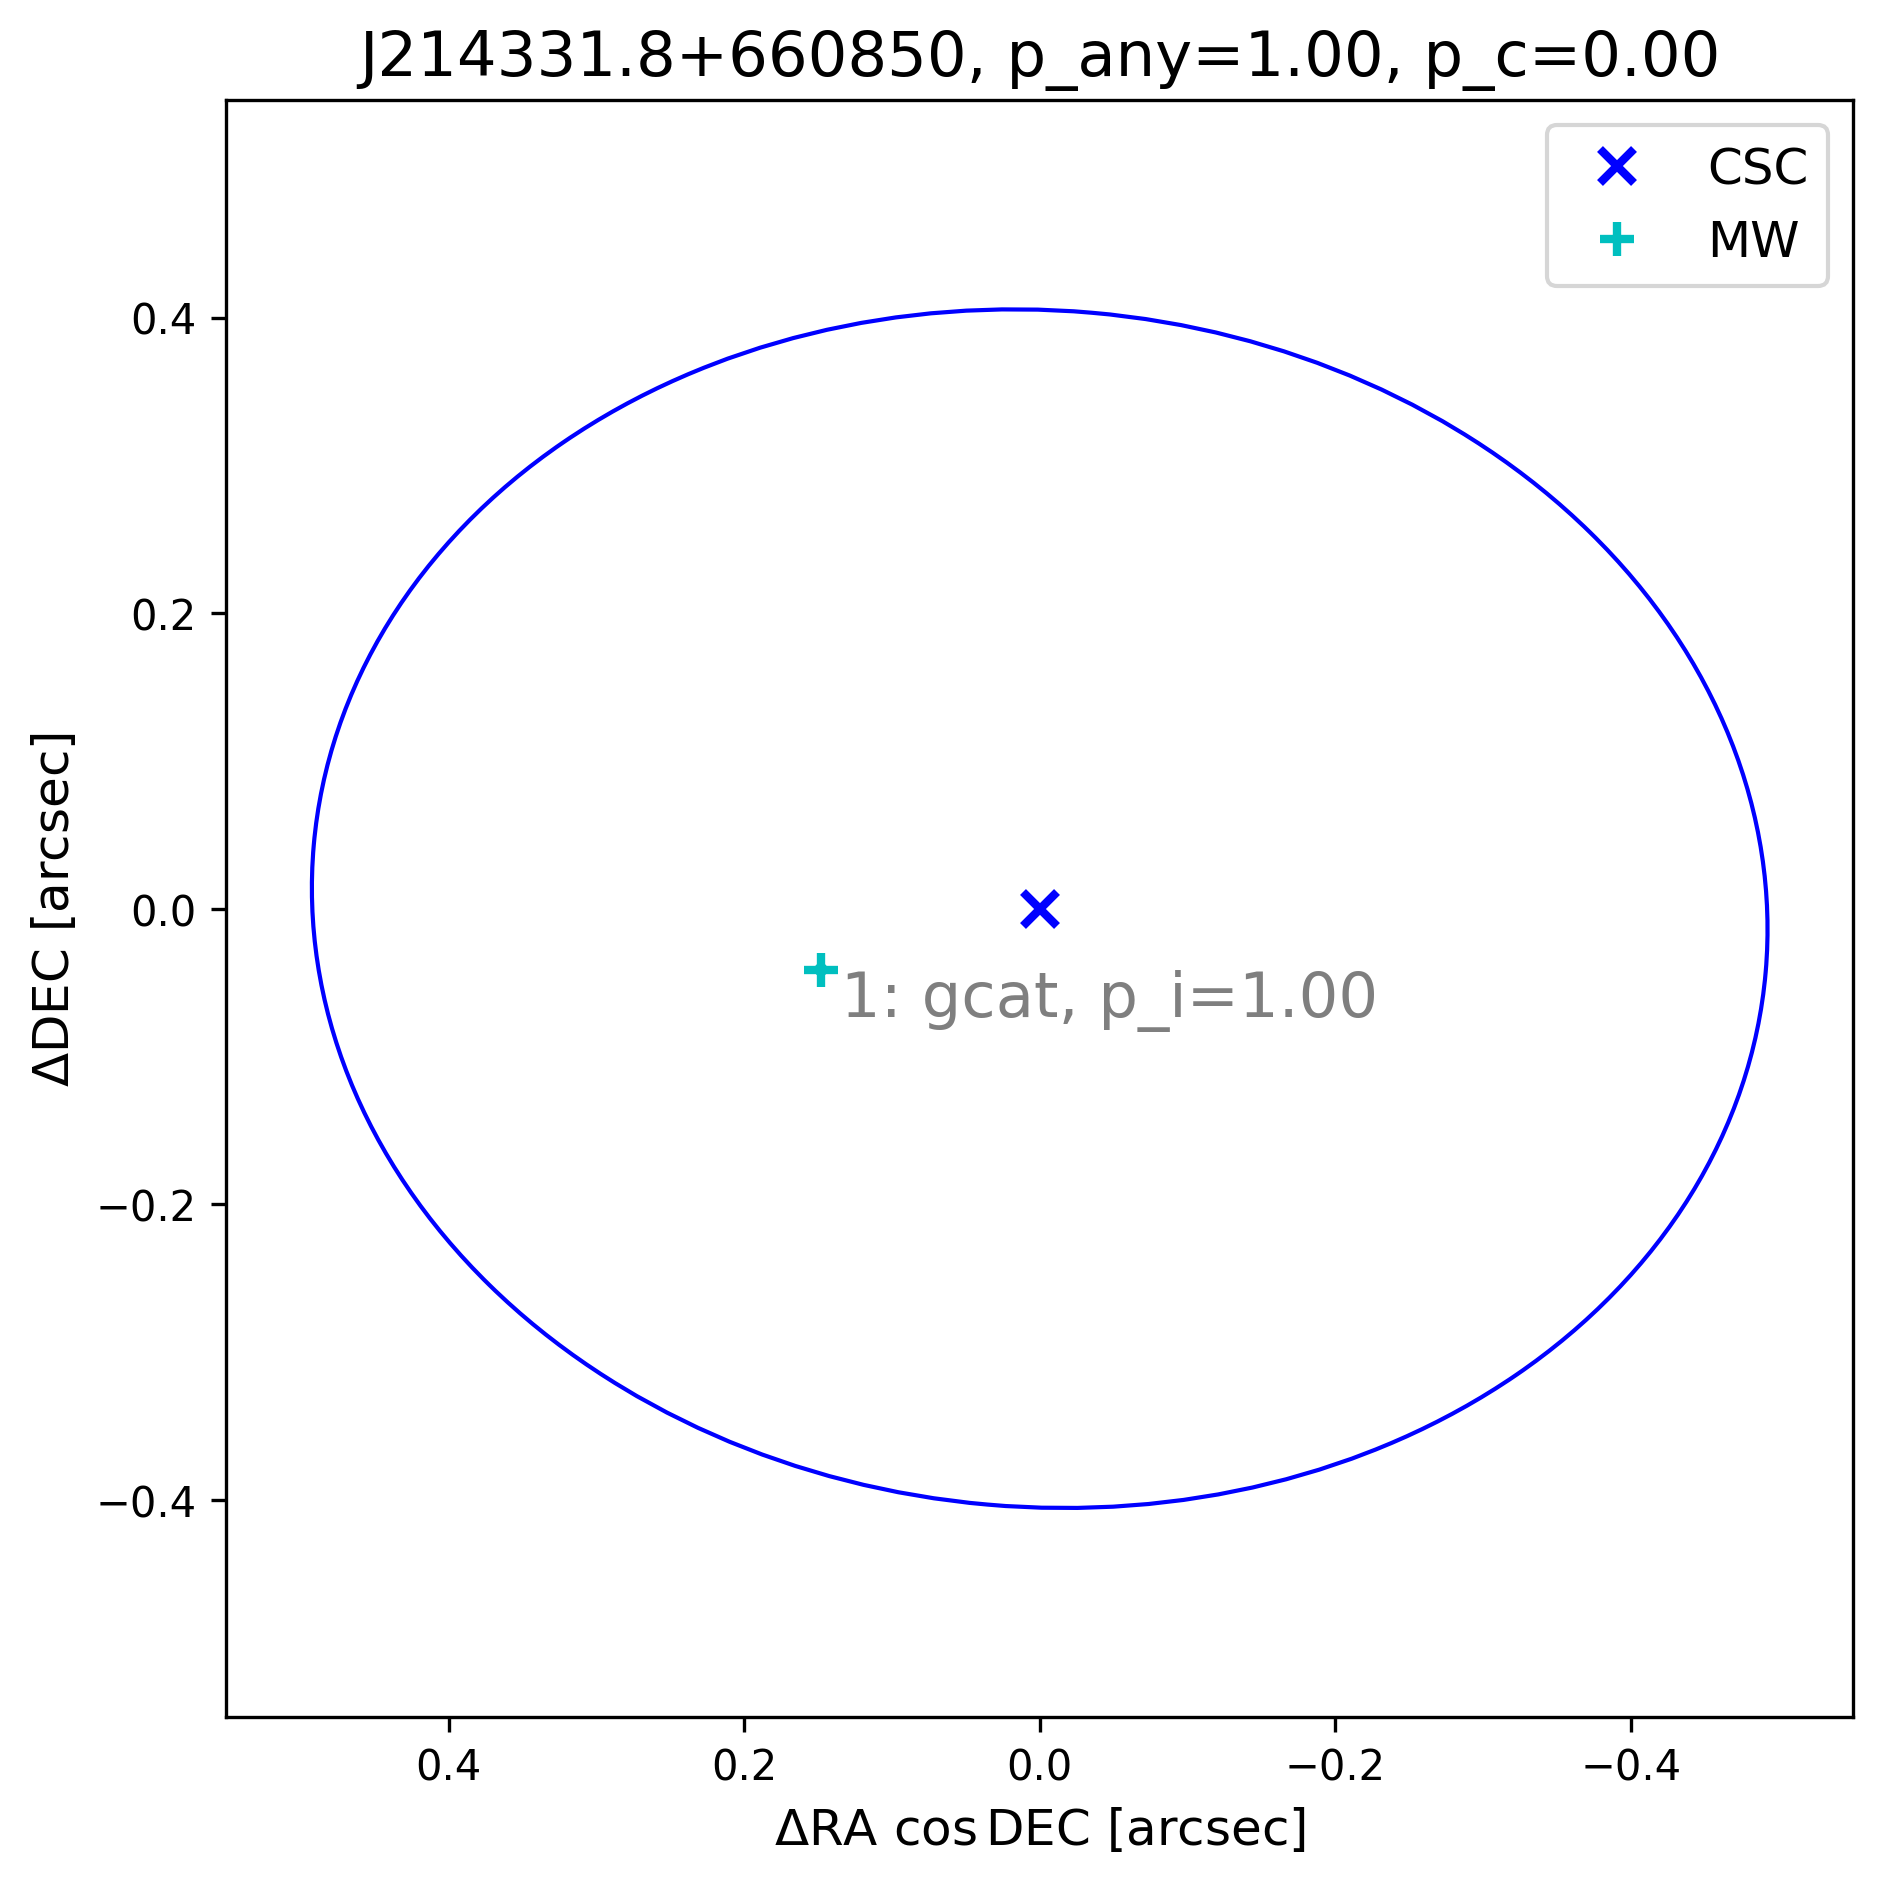 J214331.8+660850, p_any=1.00, p_c=0.00
CSC
MW
0.4
0.2
0.0
−0.2
−0.4
ΔDEC [arcsec]
1: gcat, p_i=1.00
0.4
0.2
0.0
−0.2
−0.4
ΔRA cos DEC [arcsec]